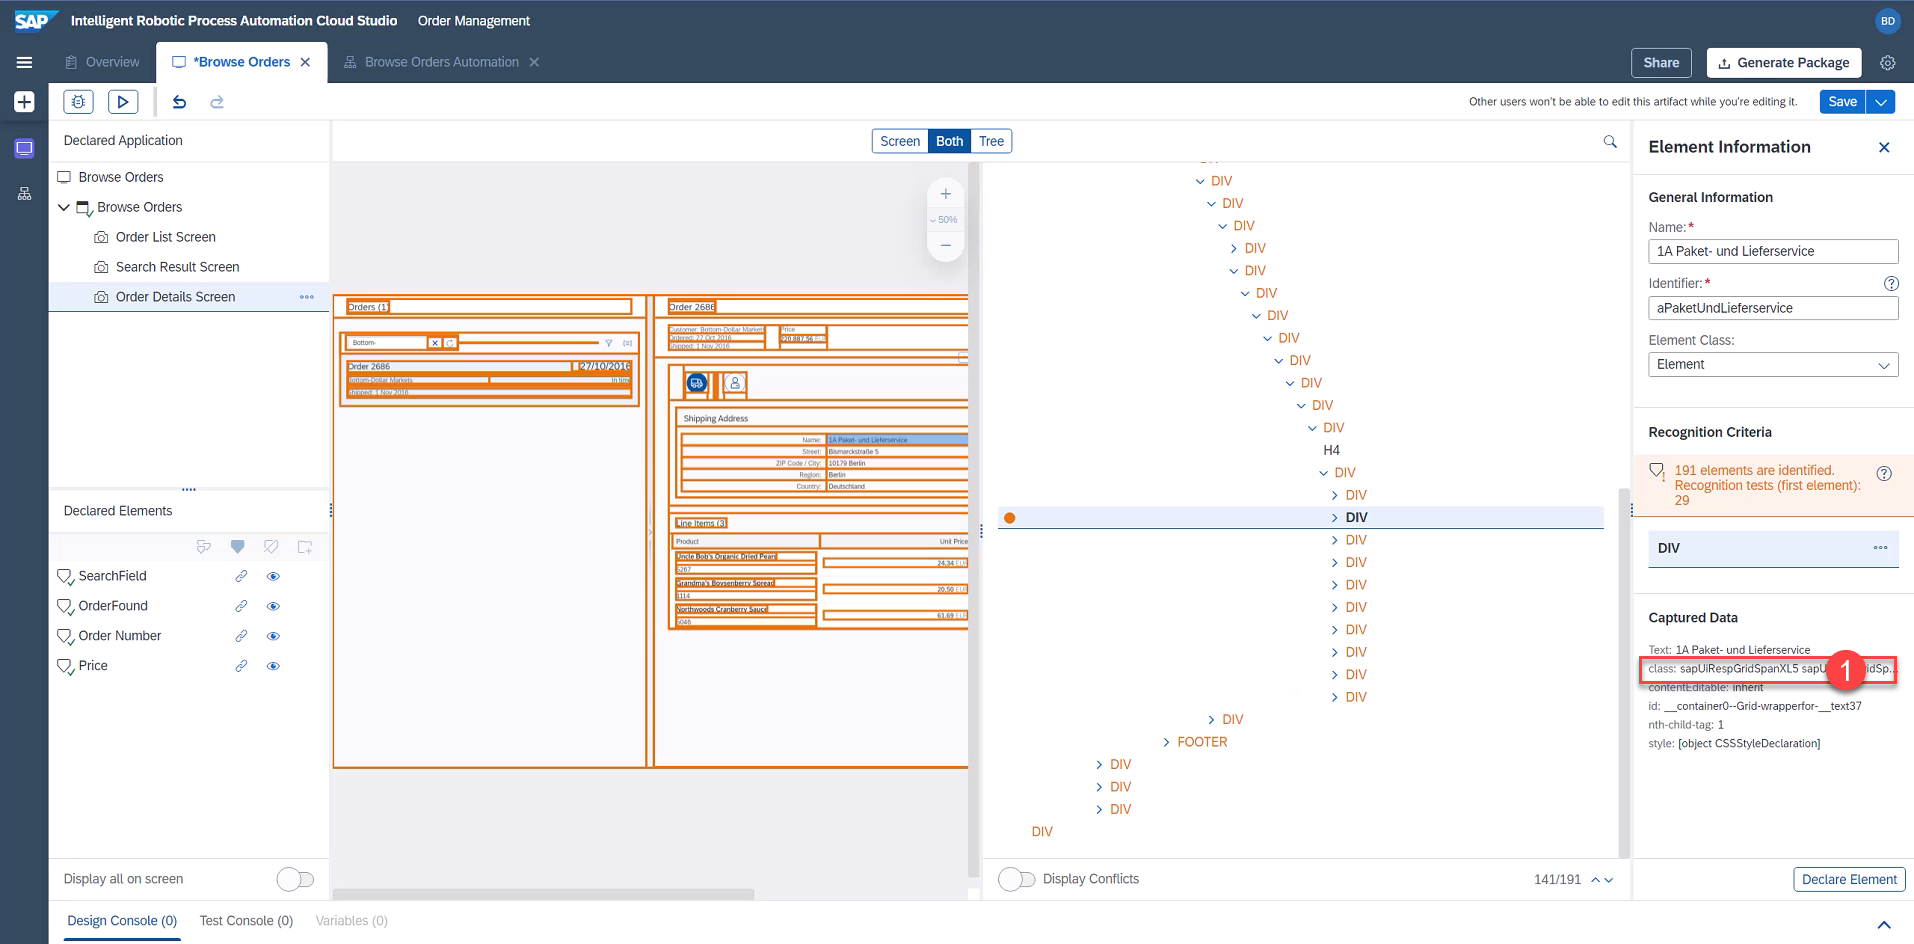 SAP Intelligent Robotic Process Automation Cloud Studio Order Management BD
Overview *Browse Orders Browse Orders Automation Share Generate Package
Other users won't be able to edit this artifact while you're editing it. Save
Declared Application
Browse Orders
Browse Orders
Order List Screen
Search Result Screen
Order Details Screen
Declared Elements
SearchField
OrderFound
Order Number
Price
Display all on screen
Screen Both Tree
50%
Orders (1)
Bottom-
Order 2686 27/10/2016
Bottom-Dollar Markets In time
Shipped: 1 Nov 2016
Order 2686
Customer: Bottom-Dollar Markets Price
Ordered: 27 Oct 2016 220,887.56 EUR
Shipped: 1 Nov 2016
Shipping Address
Name: 1A Paket- und Lieferservice
Street: Bismarckstraße 5
ZIP Code / City: 10179 Berlin
Region: Berlin
Country: Deutschland
Line Items (3)
Product Unit Price
Uncle Bob's Organic Dried Pears 24,34 EUR
5267
Grandma's Boysenberry Spread 20,50 EUR
1114
Northwoods Cranberry Sauce 61,69 EUR
5046
DIV
DIV
DIV
DIV
DIV
DIV
DIV
DIV
DIV
DIV
DIV
DIV
DIV
H4
DIV
DIV
DIV
DIV
DIV
DIV
DIV
DIV
DIV
DIV
DIV
DIV
FOOTER
DIV
DIV
DIV
DIV
Display Conflicts 141/191
Element Information
General Information
Name:*
1A Paket- und Lieferservice
Identifier:*
aPaketUndLieferservice
Element Class:
Element
Recognition Criteria
191 elements are identified.
Recognition tests (first element):
29
DIV
Captured Data
Text: 1A Paket- und Lieferservice
class: sapUiRespGridSpanXL5 sapU 1 idSp...
contentEditable: inherit
id: __container0--Grid-wrapperfor-__text37
nth-child-tag: 1
style: [object CSSStyleDeclaration]
Declare Element
Design Console (0) Test Console (0) Variables (0)